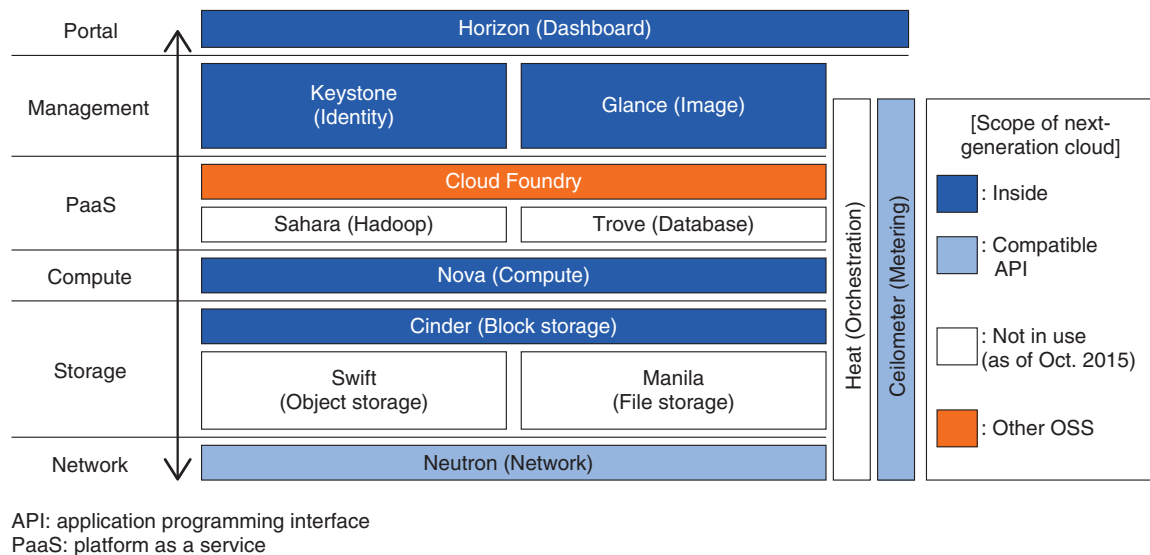 Portal
Horizon (Dashboard)
Management
Keystone
(Identity)
Glance (Image)
PaaS
Cloud Foundry
Sahara (Hadoop)
Trove (Database)
Compute
Nova (Compute)
Storage
Cinder (Block storage)
Swift
(Object storage)
Manila
(File storage)
Network
Neutron (Network)
Heat (Orchestration)
Ceilometer (Metering)
[Scope of next-
generation cloud]
: Inside
: Compatible
API
: Not in use
(as of Oct. 2015)
: Other OSS
API: application programming interface
PaaS: platform as a service